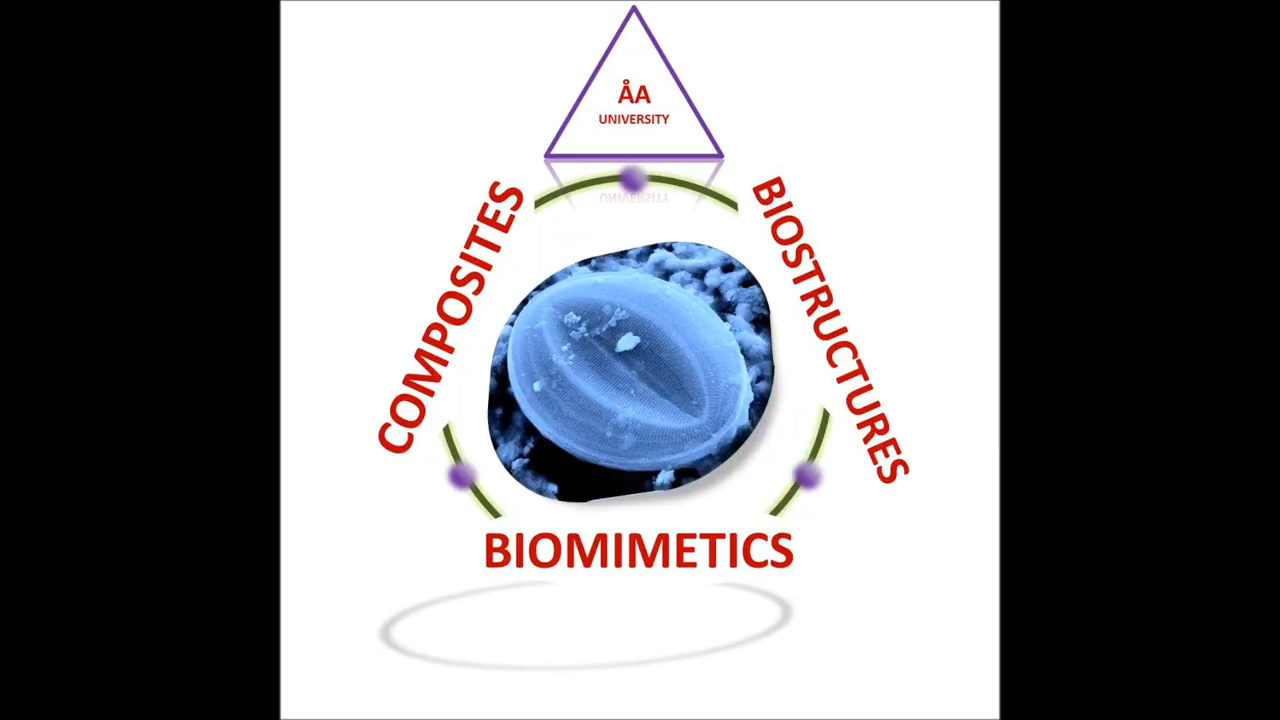 ÅA
UNIVERSITY
COMPOSITES
BIOSTRUCTURES
BIOMIMETICS